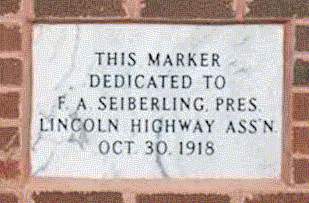 THIS MARKER
DEDICATED TO
F. A. SEIBERLING, PRES.
LINCOLN HIGHWAY ASS'N.
OCT. 30, 1918